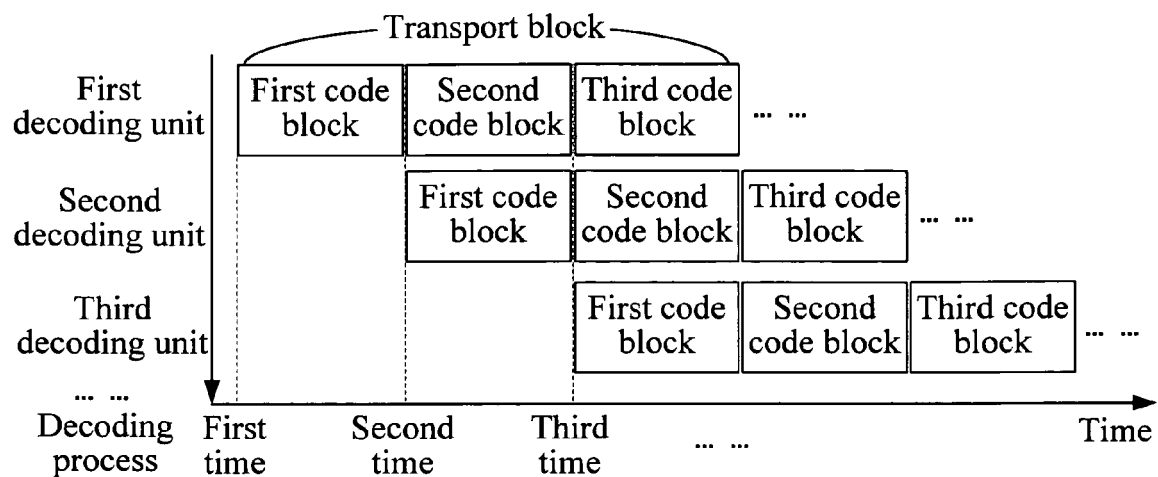 Transport block
First
decoding unit
First code
block
Second
code block
Third code
block
... ...
Second
decoding unit
First code
block
Second
code block
Third code
block
... ...
Third
decoding unit
First code
block
Second
code block
Third code
block
... ...
... ...
Decoding
process
First
time
Second
time
Third
time
... ...
Time